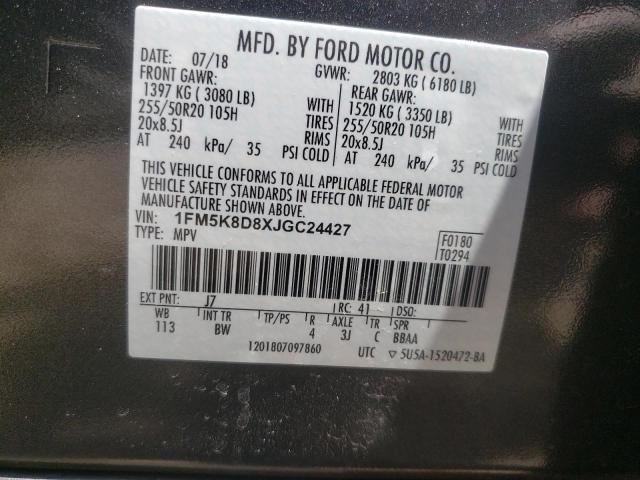 MFD. BY FORD MOTOR CO.
DATE: 07/18 GVWR: 2803 KG ( 6180 LB)
FRONT GAWR: REAR GAWR:
1397 KG ( 3080 LB) WITH 1520 KG ( 3350 LB) WITH
255/50R20 105H TIRES 255/50R20 105H TIRES
20x8.5J RIMS 20x8.5J RIMS
AT 240 kPa/ 35 PSI COLD AT 240 kPa/ 35 PSI COLD
THIS VEHICLE CONFORMS TO ALL APPLICABLE FEDERAL MOTOR
VEHICLE SAFETY STANDARDS IN EFFECT ON THE DATE OF
MANUFACTURE SHOWN ABOVE.
VIN: 1FM5K8D8XJGC24427 F0180
TYPE: MPV T0294
EXT PNT: J7 RC: 41 DSO:
WB INT TR TP/PS R AXLE TR SPR
113 BW 4 3J C BBAA
1201807097860 UTC ▽ 5U5A-1520472-BA